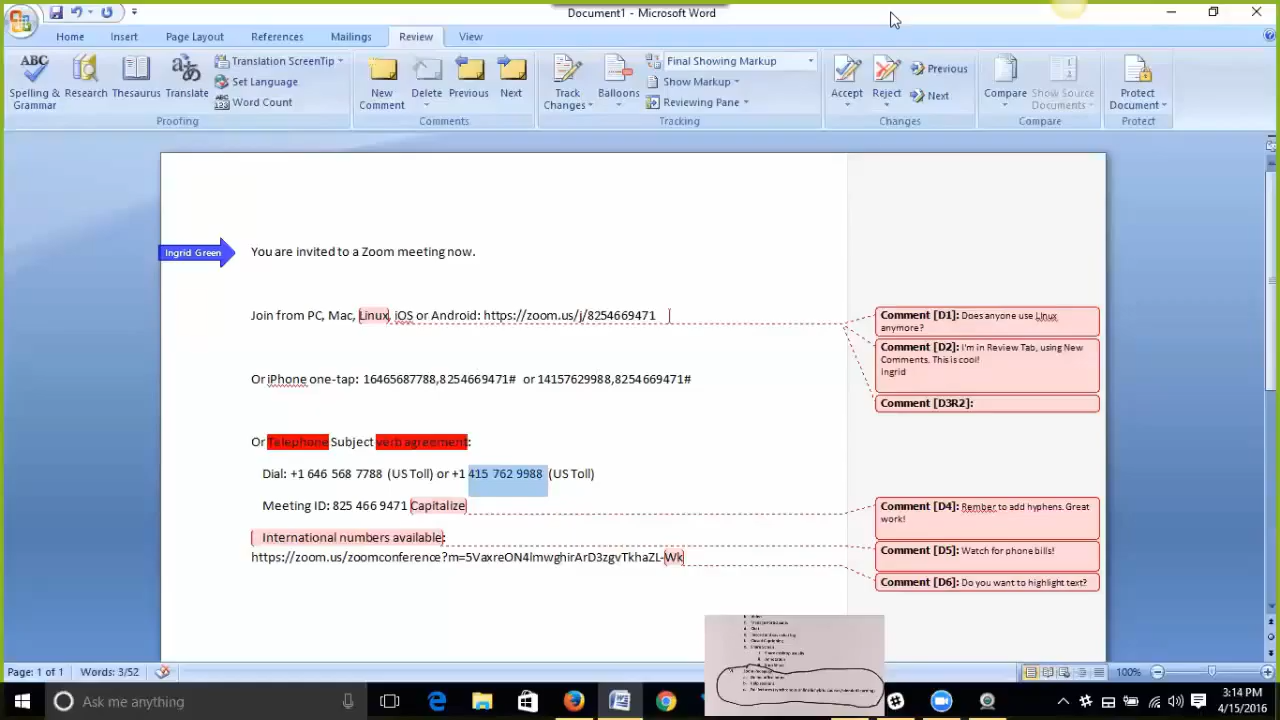 Document1 - Microsoft Word
Home Insert Page Layout References Mailings Review View
ABC Spelling & Grammar
Research
Thesaurus
Translate
Translation ScreenTip
Set Language
Word Count
Proofing
New Comment
Delete
Previous
Next
Comments
Track Changes
Balloons
Final Showing Markup
Show Markup
Reviewing Pane
Tracking
Accept
Reject
Previous
Next
Changes
Compare
Show Source Documents
Compare
Protect Document
Protect
Ingrid Green
You are invited to a Zoom meeting now.
Join from PC, Mac, Linux, iOS or Android: https://zoom.us/j/8254669471
Or iPhone one-tap: 16465687788,8254669471# or 14157629988,8254669471#
Or Telephone Subject verb agreement:
Dial: +1 646 568 7788 (US Toll) or +1 415 762 9988 (US Toll)
Meeting ID: 825 466 9471 Capitalize
International numbers available:
https://zoom.us/zoomconference?m=5VaxreON4lmwghirArD3zgvTkhaZL-Wk
Comment [D1]: Does anyone use Linux
anymore?
Comment [D2]: I'm in Review Tab, using New
Comments. This is cool!
Ingrid
Comment [D3R2]:
Comment [D4]: Rember to add hyphens. Great
work!
Comment [D5]: Watch for phone bills!
Comment [D6]: Do you want to highlight text?
Page: 1 of 1 Words: 3/52
100%
Ask me anything
3:14 PM
4/15/2016